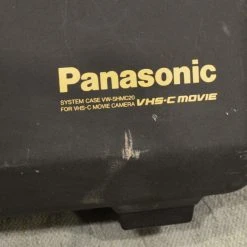 Panasonic
SYSTEM CASE VW-SHMC20
FOR VHS-C MOVIE CAMERA VHS-C MOVIE